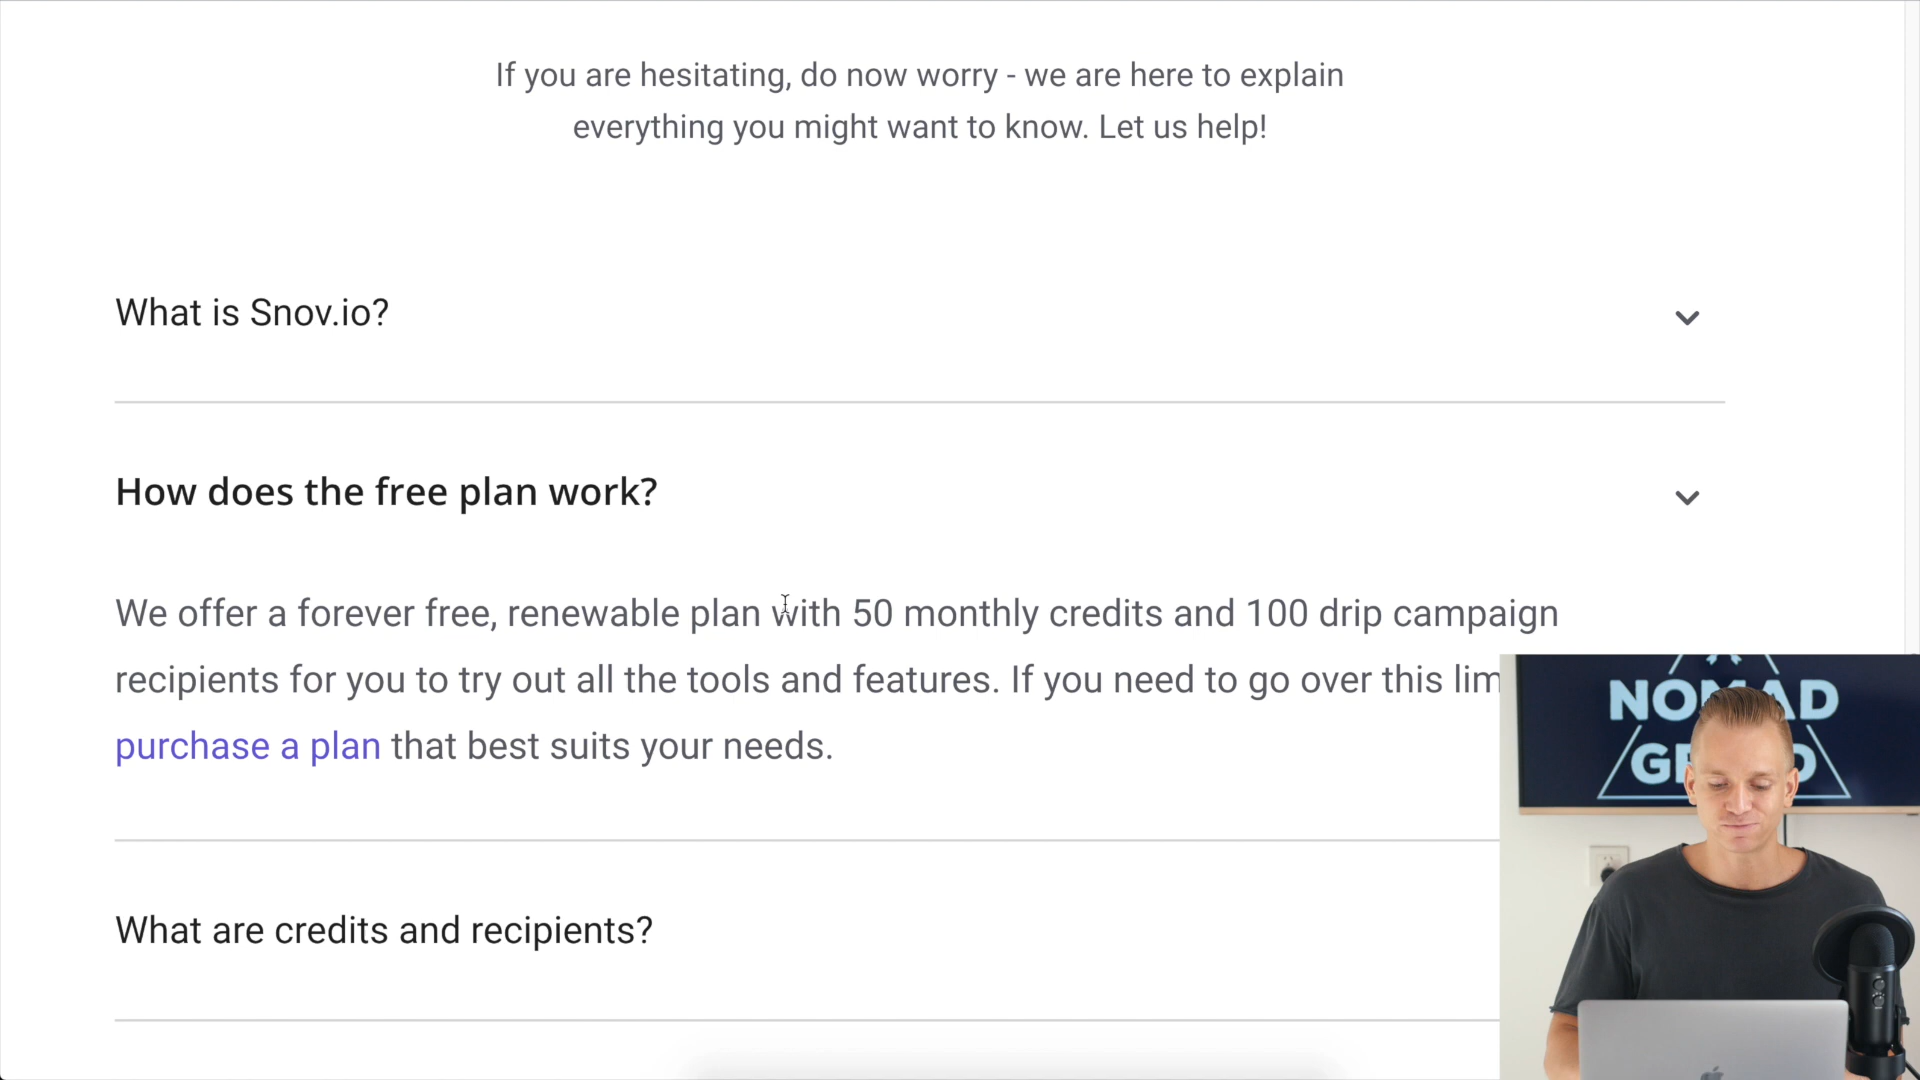 If you are hesitating, do now worry - we are here to explain
everything you might want to know. Let us help!
What is Snov.io?
How does the free plan work?
We offer a forever free, renewable plan with 50 monthly credits and 100 drip campaign
recipients for you to try out all the tools and features. If you need to go over this
purchase a plan that best suits your needs.
What are credits and recipients?
NOMAD